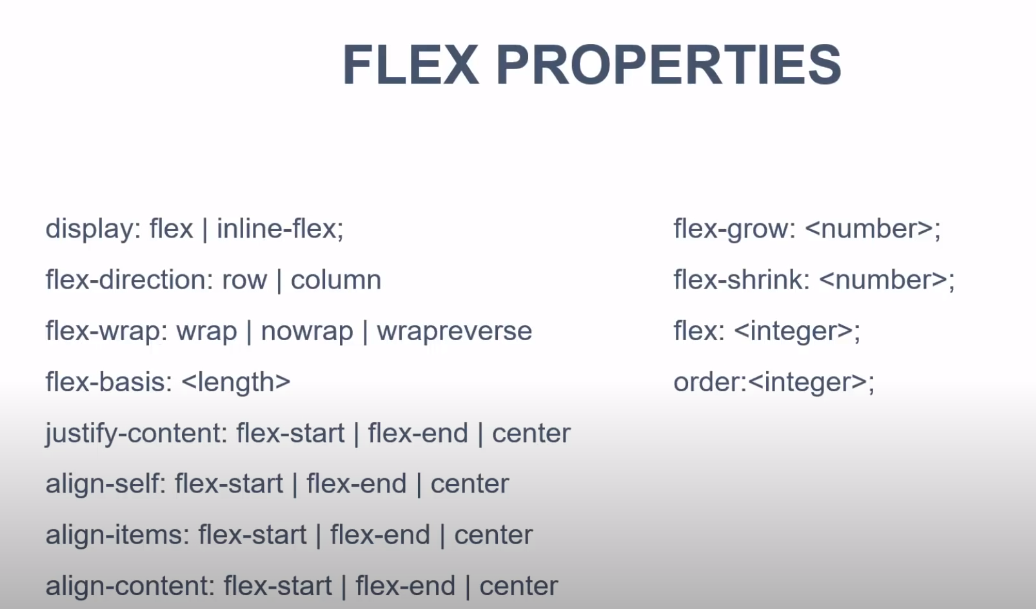 FLEX PROPERTIES
display: flex | inline-flex;
flex-direction: row | column
flex-wrap: wrap | nowrap | wrapreverse
flex-basis: <length>
justify-content: flex-start | flex-end | center
align-self: flex-start | flex-end | center
align-items: flex-start | flex-end | center
align-content: flex-start | flex-end | center
flex-grow: <number>;
flex-shrink: <number>;
flex: <integer>;
order:<integer>;